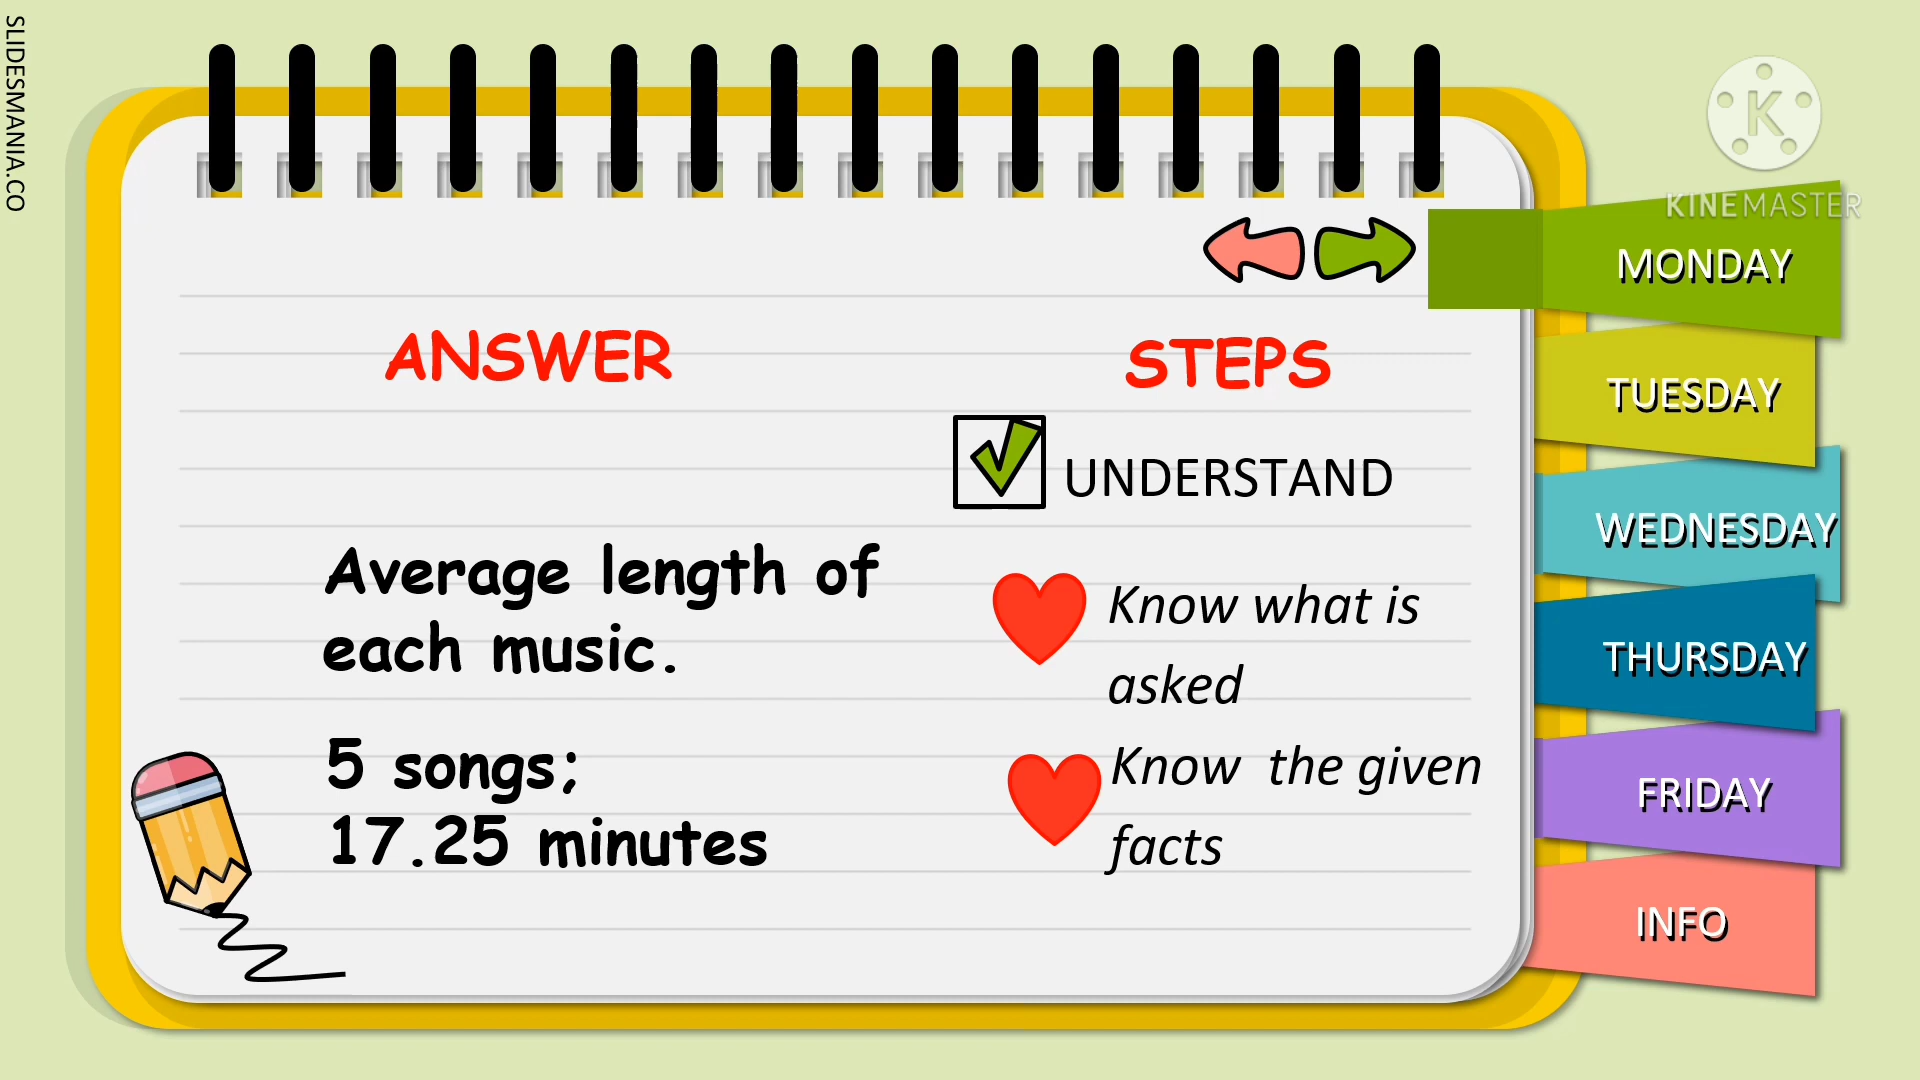 SLIDESMANIA.CO
K
KINEMASTER
ANSWER
Average length of
each music.
5 songs;
17.25 minutes
STEPS
UNDERSTAND
Know what is
asked
Know the given
facts
MONDAY
TUESDAY
WEDNESDAY
THURSDAY
FRIDAY
INFO